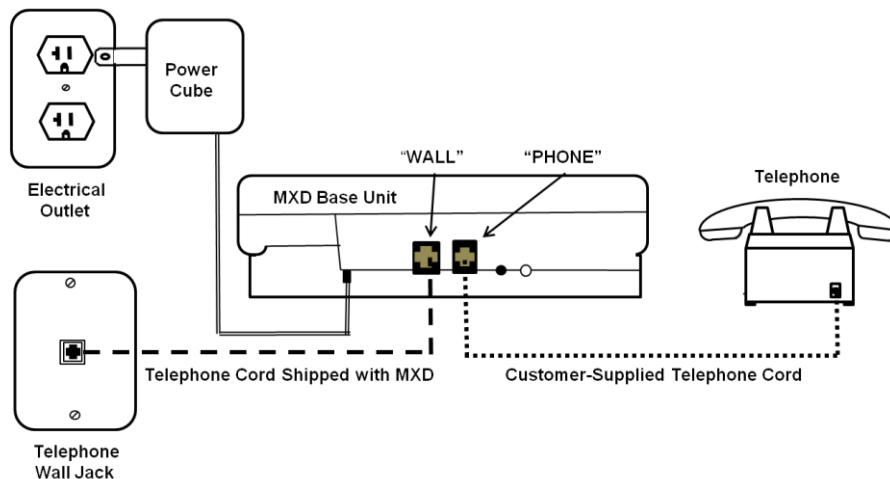 Power
Cube
Electrical
Outlet
"WALL"
"PHONE"
MXD Base Unit
Telephone
Telephone Cord Shipped with MXD
Customer-Supplied Telephone Cord
Telephone
Wall Jack